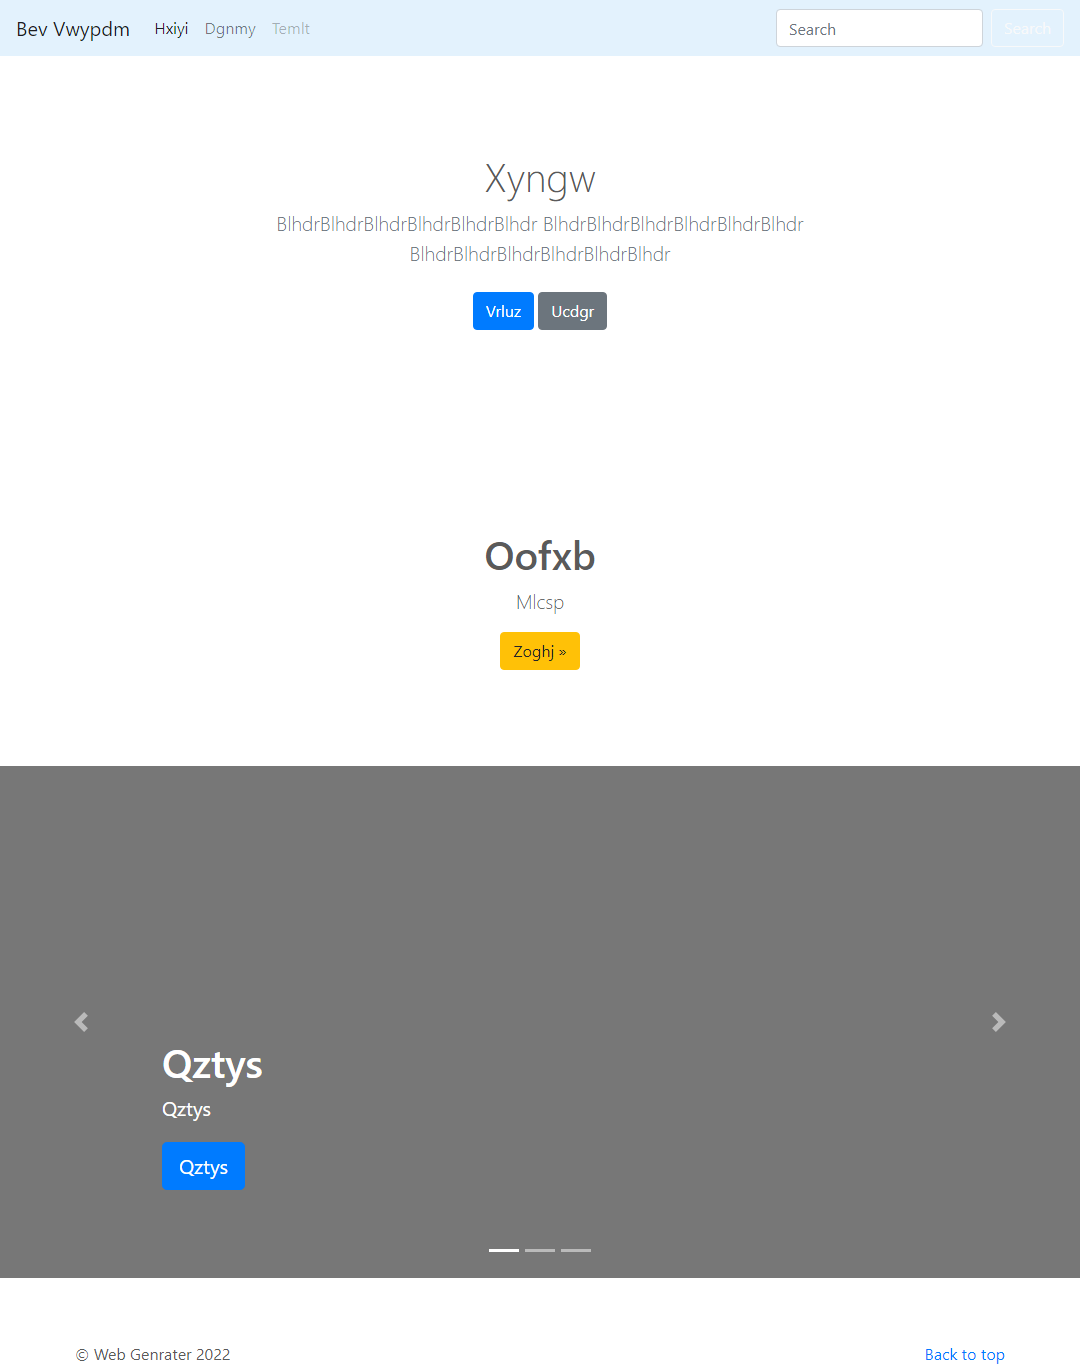 Bev Vwypdm Hxiyi Dgnmy Temlt Search Search
Xyngw
BlhdrBlhdrBlhdrBlhdrBlhdrBlhdr BlhdrBlhdrBlhdrBlhdrBlhdrBlhdr
BlhdrBlhdrBlhdrBlhdrBlhdrBlhdr
Vrluz Ucdgr
Oofxb
Mlcsp
Zoghj »
Qztys
Qztys
Qztys
© Web Genrater 2022 Back to top